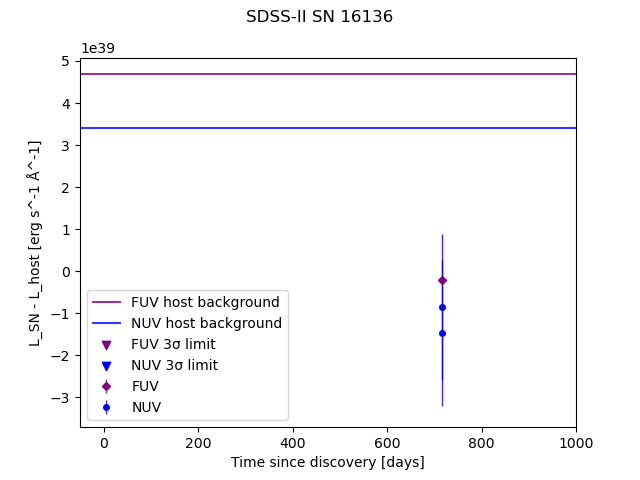 SDSS-II SN 16136
1e39
L_SN - L_host [erg s^-1 Å^-1]
5
4
3
2
1
0
−1
−2
−3
FUV host background
NUV host background
FUV 3σ limit
NUV 3σ limit
FUV
NUV
0 200 400 600 800 1000
Time since discovery [days]